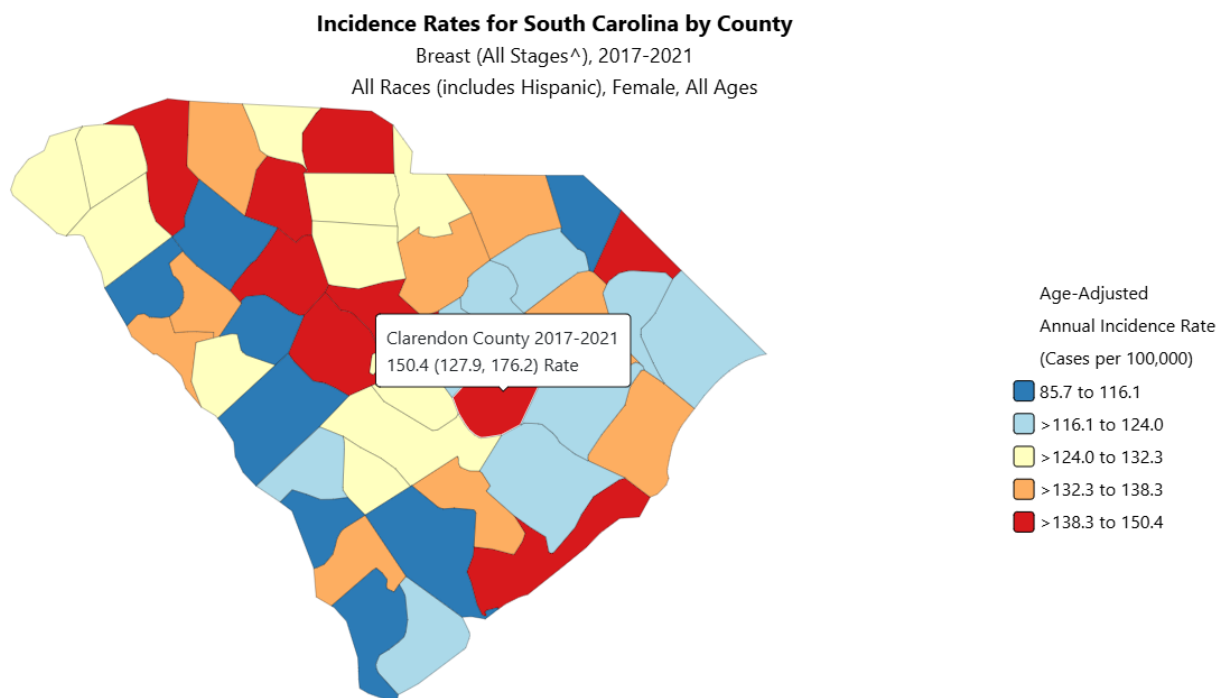 Incidence Rates for South Carolina by County
Breast (All Stages^), 2017-2021
All Races (includes Hispanic), Female, All Ages
Clarendon County 2017-2021
150.4 (127.9, 176.2) Rate
Age-Adjusted
Annual Incidence Rate
(Cases per 100,000)
85.7 to 116.1
>116.1 to 124.0
>124.0 to 132.3
>132.3 to 138.3
>138.3 to 150.4